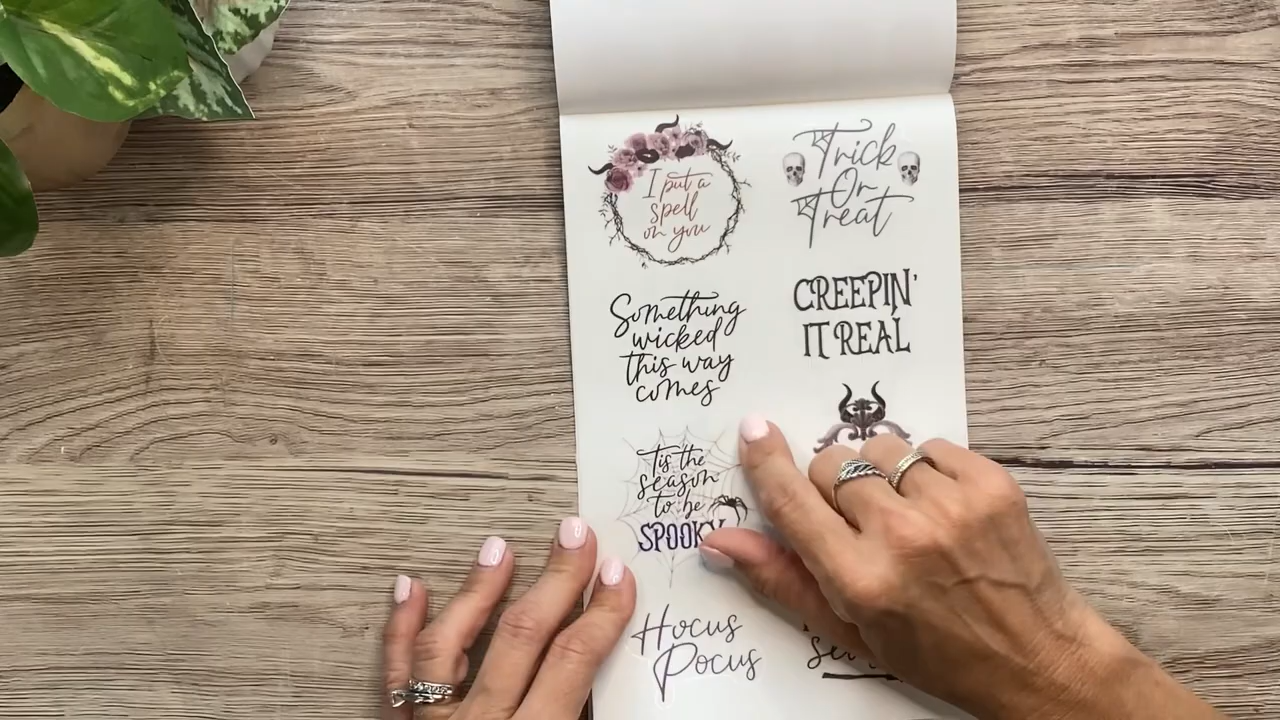 I put a
spell
on you
Trick
Or
Treat
Something
wicked
this way
comes
CREEPIN'
IT REAL
'Tis the
season
to be
SPOOKY
Hocus
Pocus